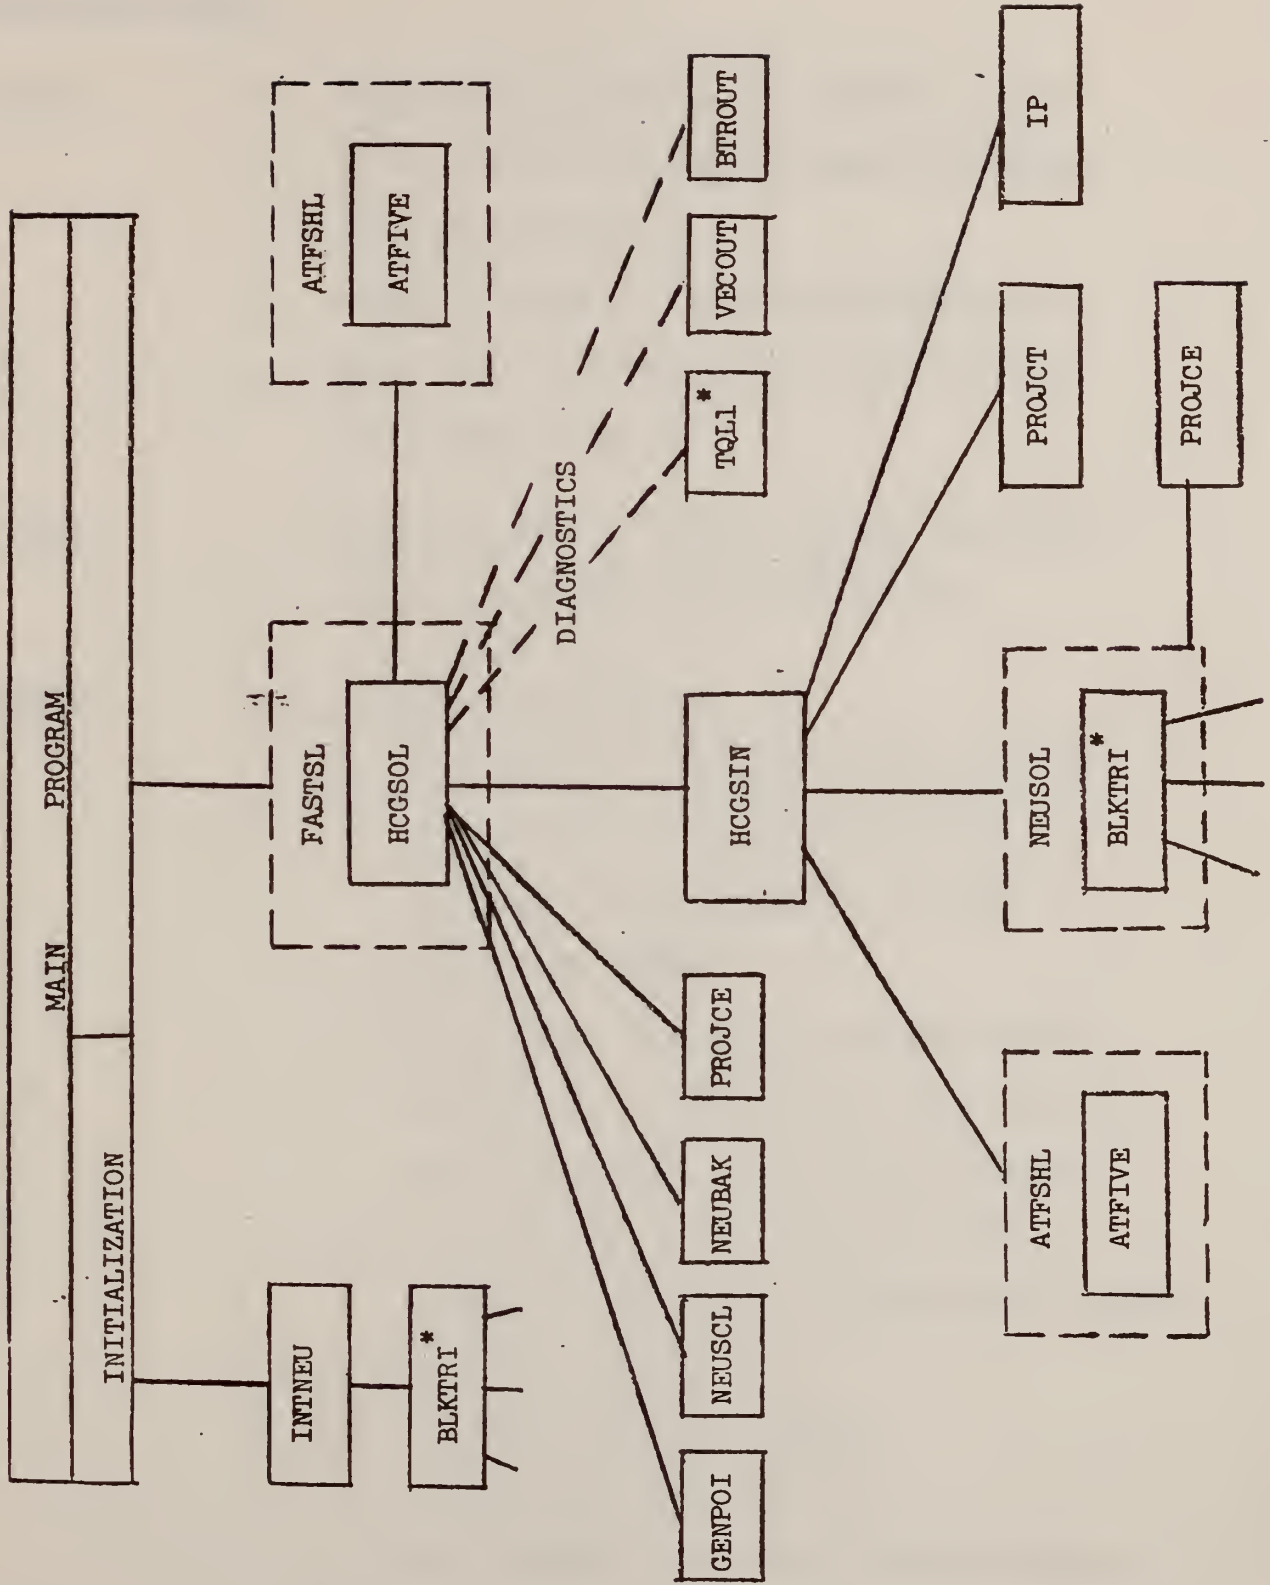 MAIN PROGRAM
INITIALIZATION
INTNEU
BLKTRI*
FASTSL
HCGSOL
ATFSHL
ATFIVE
DIAGNOSTICS
GENPOI
NEUSCL
NEUBAK
PROJCE
HCGSIN
TQL1*
VECOUT
BTROUT
ATFSHL
ATFIVE
NEUSOL
BLKTRI*
PROJCT
IP
PROJCE